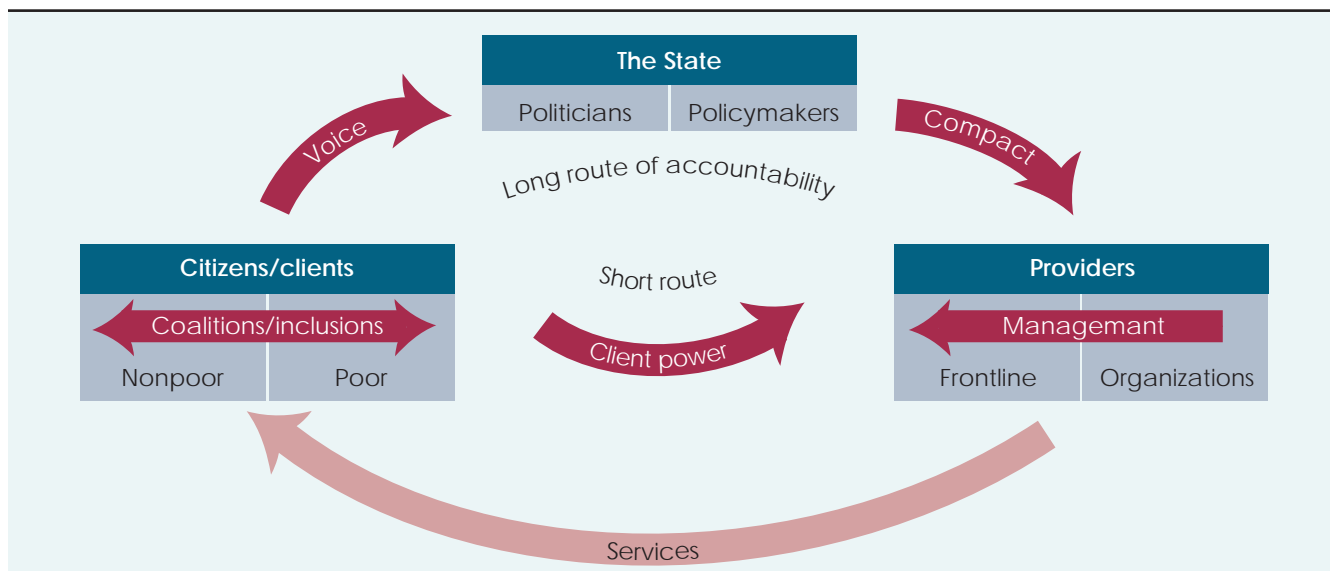 The State
Politicians
Policymakers
Voice
Compact
Long route of accountability
Citizens/clients
Short route
Providers
Coalitions/inclusions
Client power
Managemant
Nonpoor
Poor
Frontline
Organizations
Services